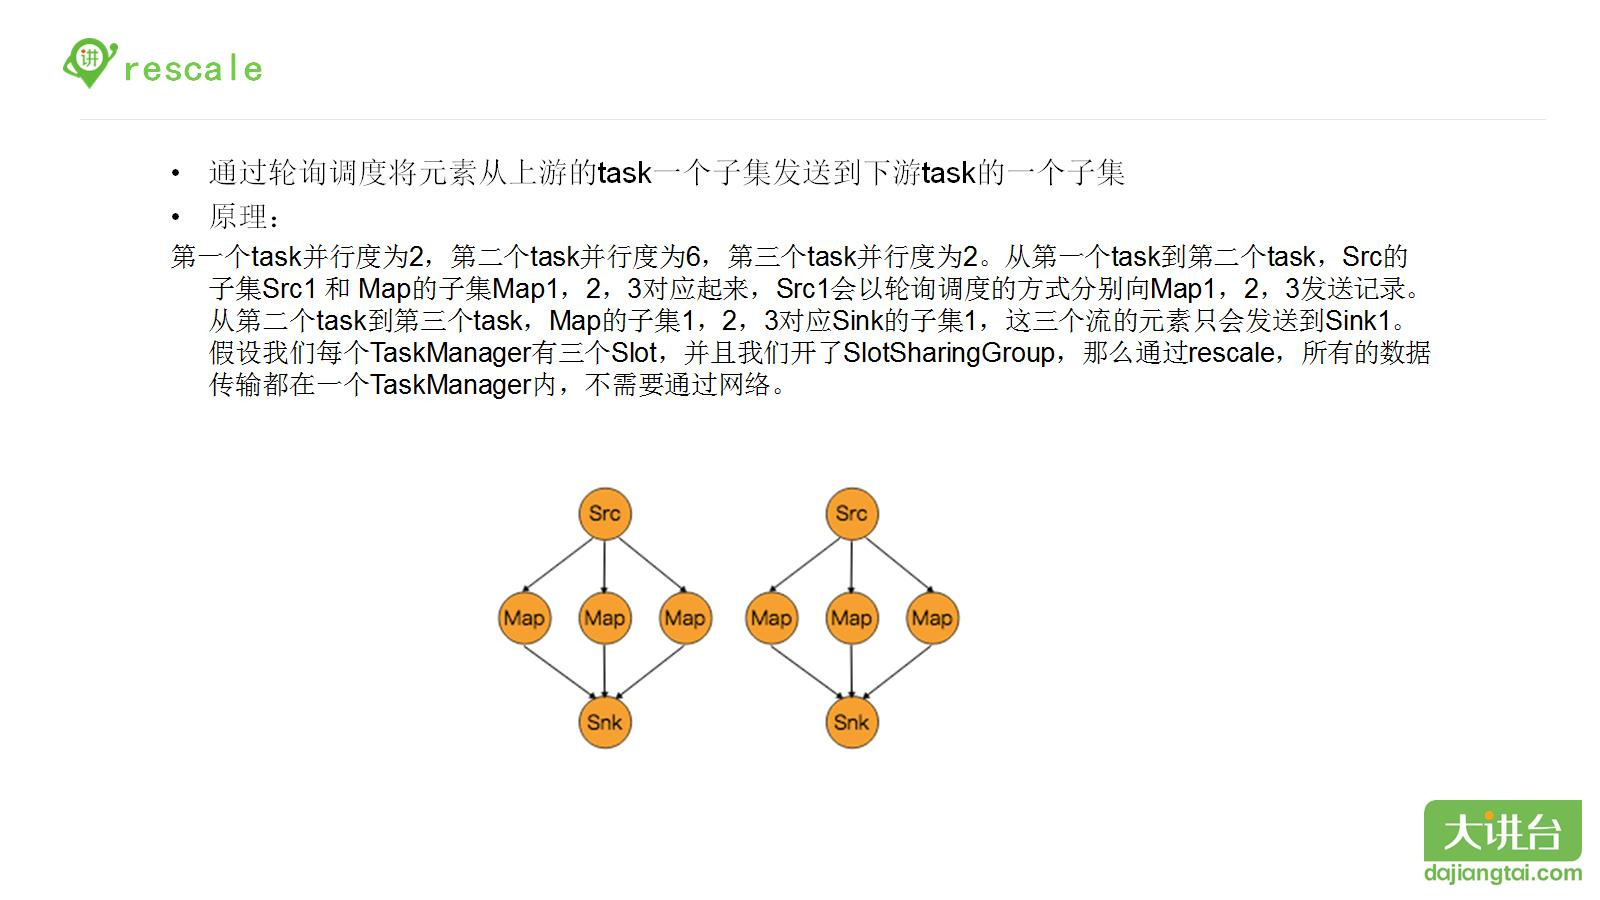 讲
rescale
• 通过轮询调度将元素从上游的task一个子集发送到下游task的一个子集
• 原理：
第一个task并行度为2，第二个task并行度为6，第三个task并行度为2。从第一个task到第二个task，Src的
子集Src1 和 Map的子集Map1，2，3对应起来，Src1会以轮询调度的方式分别向Map1，2，3发送记录。
从第二个task到第三个task，Map的子集1，2，3对应Sink的子集1，这三个流的元素只会发送到Sink1。
假设我们每个TaskManager有三个Slot，并且我们开了SlotSharingGroup，那么通过rescale，所有的数据
传输都在一个TaskManager内，不需要通过网络。
Src Src
Map Map Map Map Map Map
Snk Snk
大讲台
dajiangtai.com